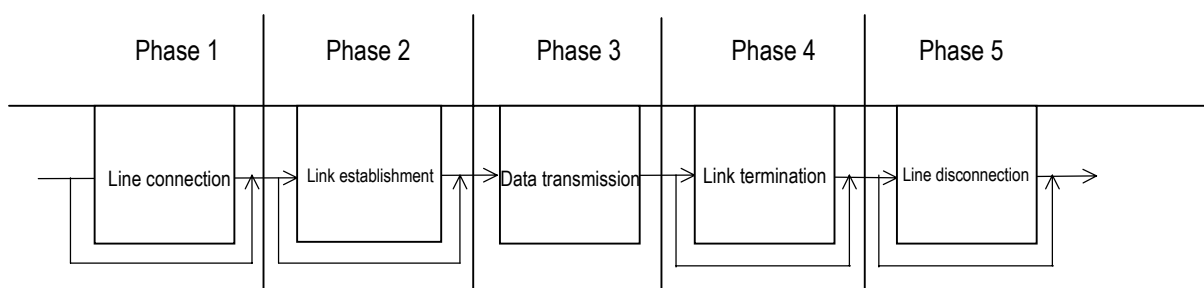 Phase 1
Phase 2
Phase 3
Phase 4
Phase 5
Line connection
Link establishment
Data transmission
Link termination
Line disconnection